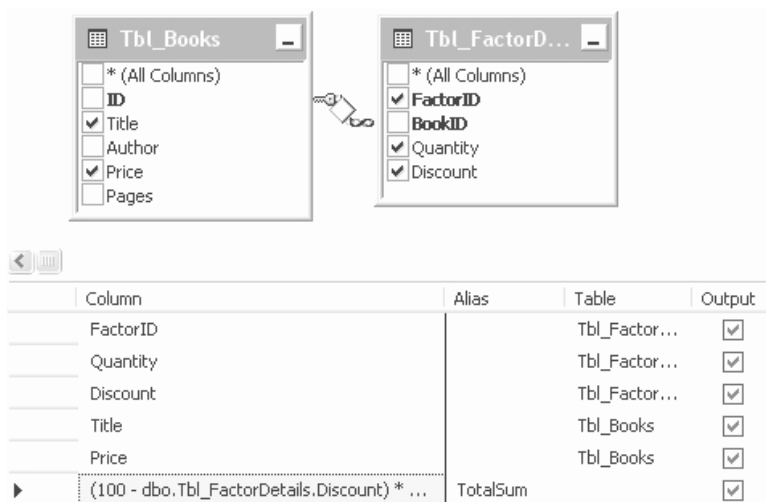 Tbl_Books
* (All Columns)
ID
Title
Author
Price
Pages
Tbl_FactorD...
* (All Columns)
FactorID
BookID
Quantity
Discount
Column Alias Table Output
FactorID Tbl_Factor...
Quantity Tbl_Factor...
Discount Tbl_Factor...
Title Tbl_Books
Price Tbl_Books
(100 - dbo.Tbl_FactorDetails.Discount) * ... TotalSum